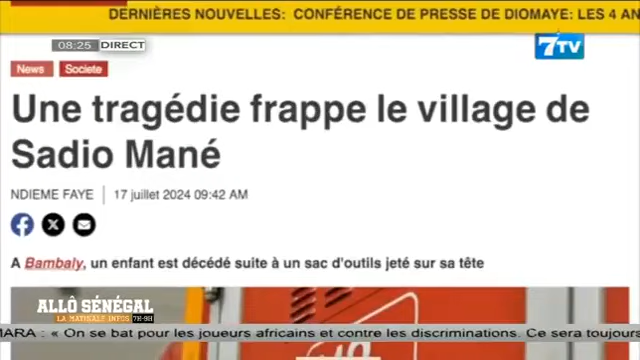 DERNIÈRES NOUVELLES: CONFÉRENCE DE PRESSE DE DIOMAYE: LES 4 AN
08:25 DIRECT
7TV
News Societe
Une tragédie frappe le village de
Sadio Mané
NDIEME FAYE | 17 juillet 2024 09:42 AM
A Bambaly, un enfant est décédé suite à un sac d'outils jeté sur sa tête
ALLÔ SÉNÉGAL
LA MATINALE INFOS 7H-9H
MARA : « On se bat pour les joueurs africains et contre les discriminations. Ce sera toujours